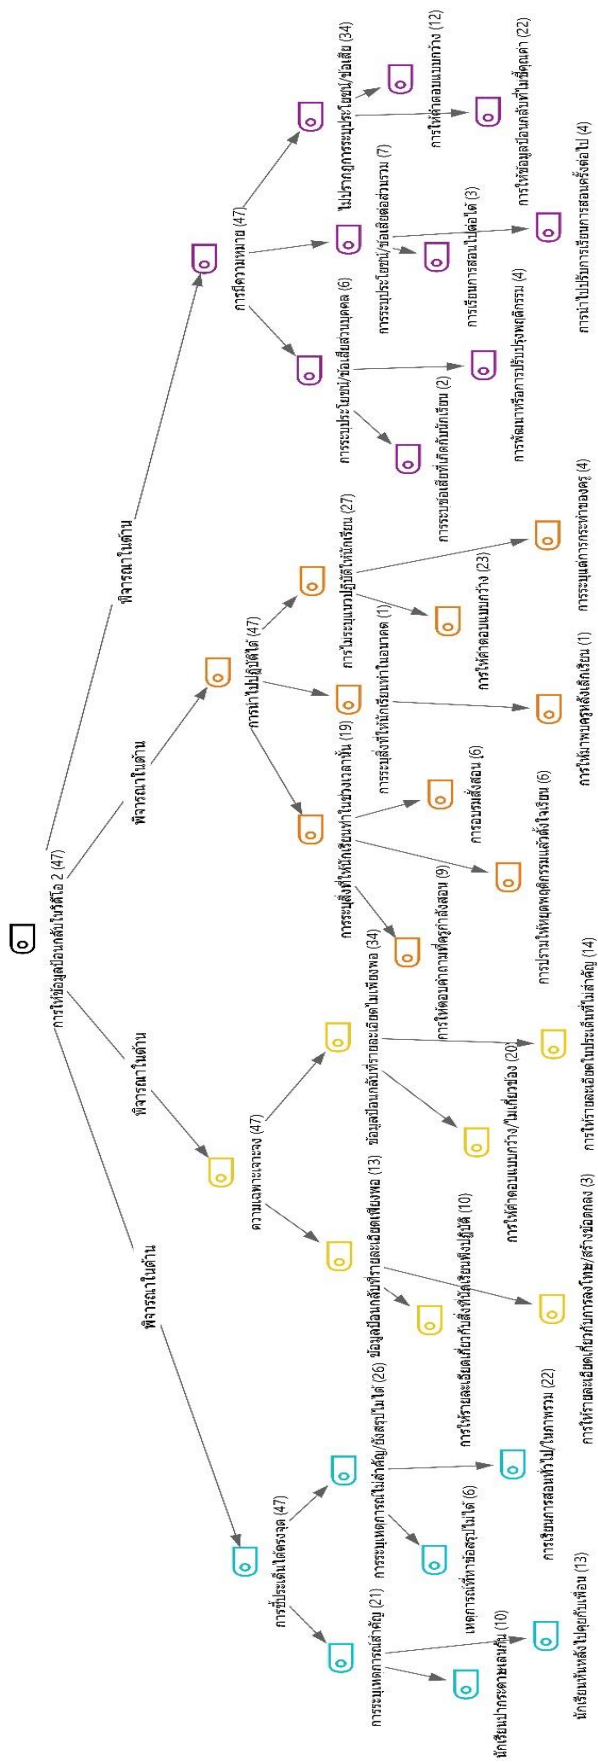 การให้ข้อมูลป้อนกลับในวิดีโอ 2 (47)
พิจารณาในด้าน
พิจารณาในด้าน
พิจารณาในด้าน
พิจารณาในด้าน
การชี้ประเด็นได้ตรงจุด (47)
ความเฉพาะเจาะจง (47)
การนำไปปฏิบัติได้ (47)
การมีความหมาย (47)
การระบุเหตุการณ์สำคัญ (21)
การระบุเหตุการณ์ไม่สำคัญ/ยังสรุปไม่ได้ (26)
ข้อมูลป้อนกลับที่รายละเอียดเพียงพอ (13)
ข้อมูลป้อนกลับที่รายละเอียดไม่เพียงพอ (34)
การระบุสิ่งที่ให้นักเรียนทำในช่วงเวลานั้น (19)
การระบุสิ่งที่ให้นักเรียนทำในอนาคต (1)
การไม่ระบุแนวปฏิบัติให้นักเรียน (27)
การระบุประโยชน์/ข้อเสียส่วนบุคคล (6)
การระบุประโยชน์/ข้อเสียต่อส่วนรวม (7)
ไม่ปรากฏการระบุประโยชน์/ข้อเสีย (34)
นักเรียนปากระดาษเล่นกัน (10)
นักเรียนหันหลังไปคุยกับเพื่อน (13)
เหตุการณ์ที่หาข้อสรุปไม่ได้ (6)
การเรียนการสอนทั่วไป/ในภาพรวม (22)
การให้รายละเอียดเกี่ยวกับสิ่งที่นักเรียนพึงปฏิบัติ (10)
การให้รายละเอียดเกี่ยวกับการลงโทษ/สร้างข้อตกลง (3)
การให้คำตอบแบบกว้าง/ไม่เกี่ยวข้อง (20)
การให้รายละเอียดในประเด็นที่ไม่สำคัญ (14)
การให้ตอบคำถามที่ครูกำลังสอน (9)
การปรามให้หยุดพฤติกรรมแล้วตั้งใจเรียน (6)
การอบรมสั่งสอน (6)
การให้มาพบครูหลังเลิกเรียน (1)
การให้คำตอบแบบกว้าง (23)
การระบุแต่การกระทำของครู (4)
การระบุข้อเสียที่เกิดกับนักเรียน (2)
การพัฒนาหรือการปรับปรุงพฤติกรรม (4)
การเรียนการสอนไปต่อได้ (3)
การนำไปปรับการเรียนการสอนครั้งต่อไป (4)
การให้คำตอบแบบกว้าง (12)
การให้ข้อมูลป้อนกลับที่ไม่ชี้คุณค่า (22)